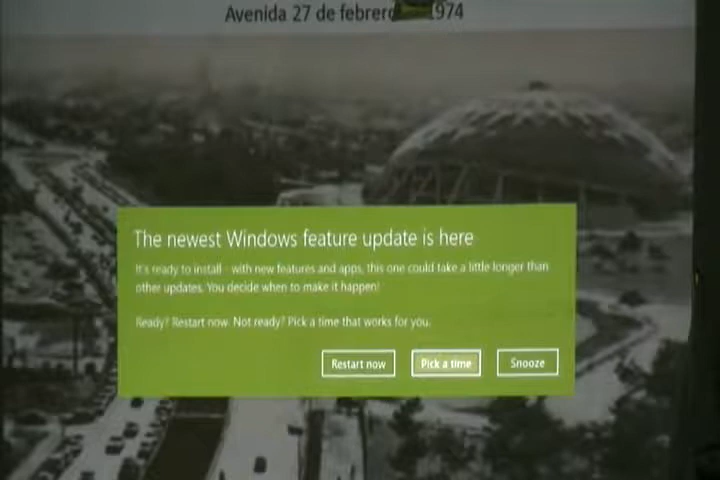 Avenida 27 de febrero 1974
The newest Windows feature update is here
It's ready to install - with new features and apps, this one could take a little longer than
other updates. You decide when to make it happen!
Ready? Restart now. Not ready? Pick a time that works for you.
Restart now
Pick a time
Snooze